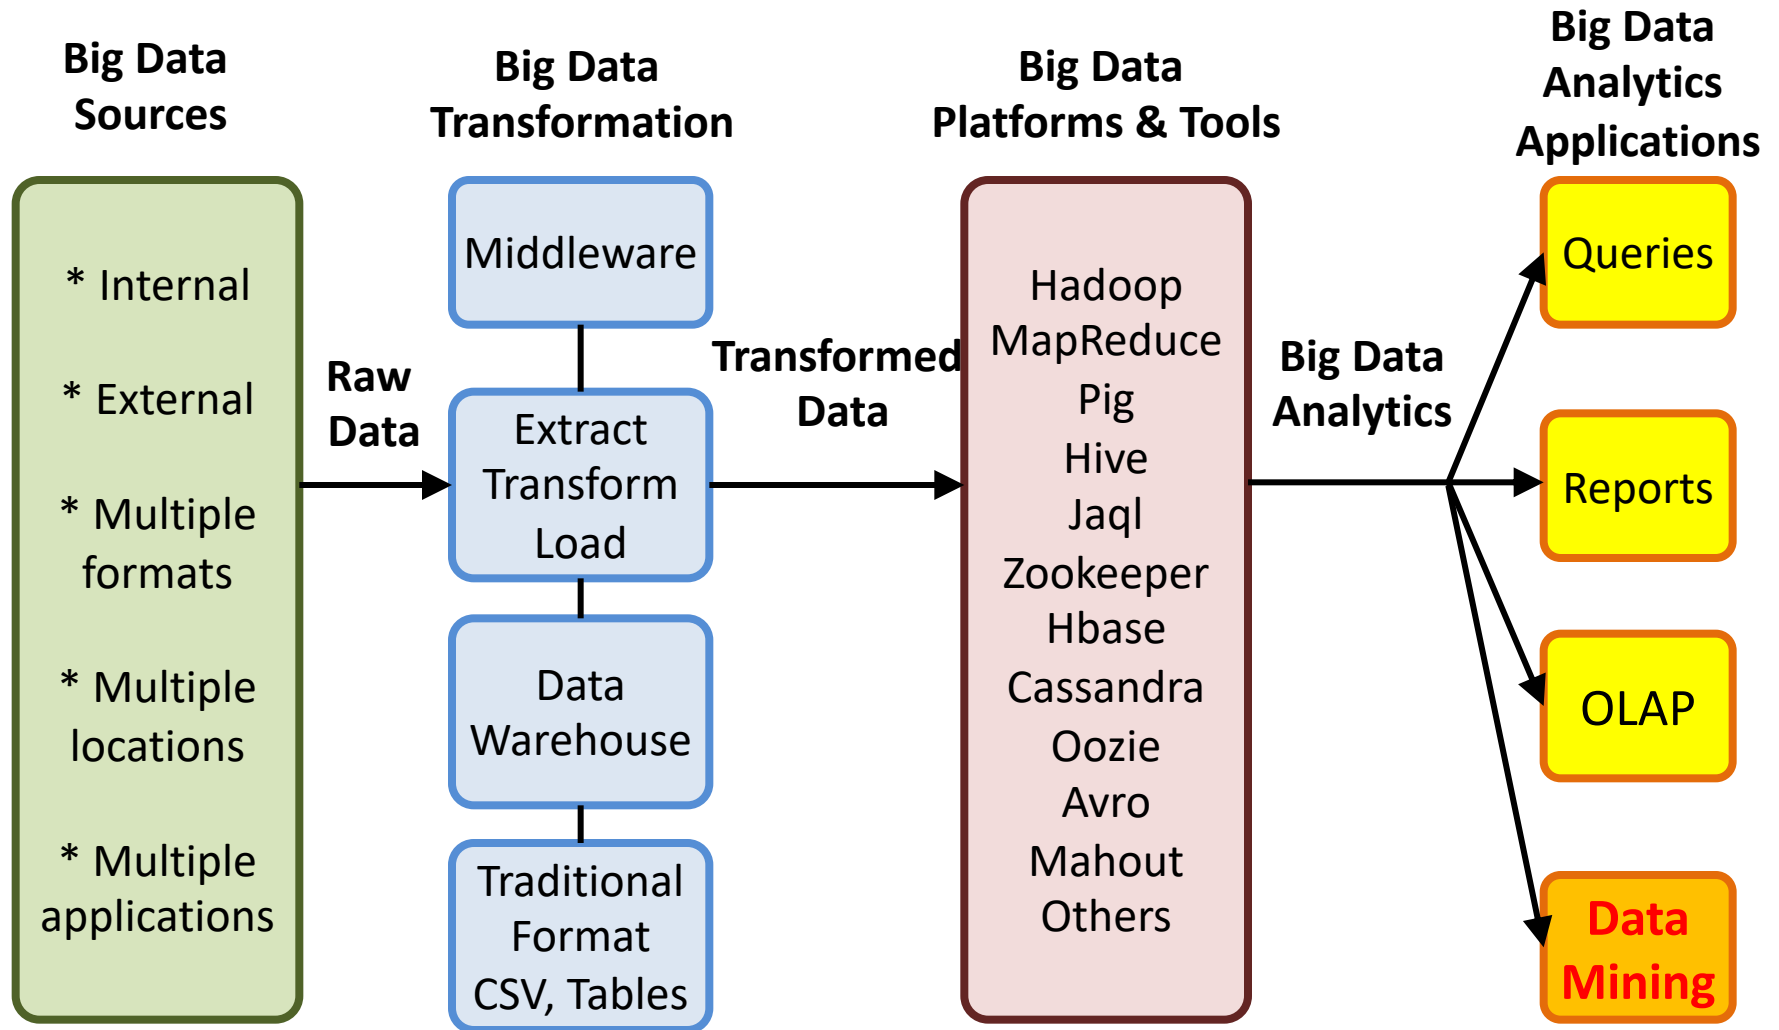 Big Data
Sources
Big Data
Transformation
Big Data
Platforms & Tools
Big Data
Analytics
Applications
* Internal
* External
* Multiple
formats
* Multiple
locations
* Multiple
applications
Raw
Data
Middleware
Extract
Transform
Load
Data
Warehouse
Traditional
Format
CSV, Tables
Transformed
Data
Hadoop
MapReduce
Pig
Hive
Jaql
Zookeeper
Hbase
Cassandra
Oozie
Avro
Mahout
Others
Big Data
Analytics
Queries
Reports
OLAP
Data
Mining